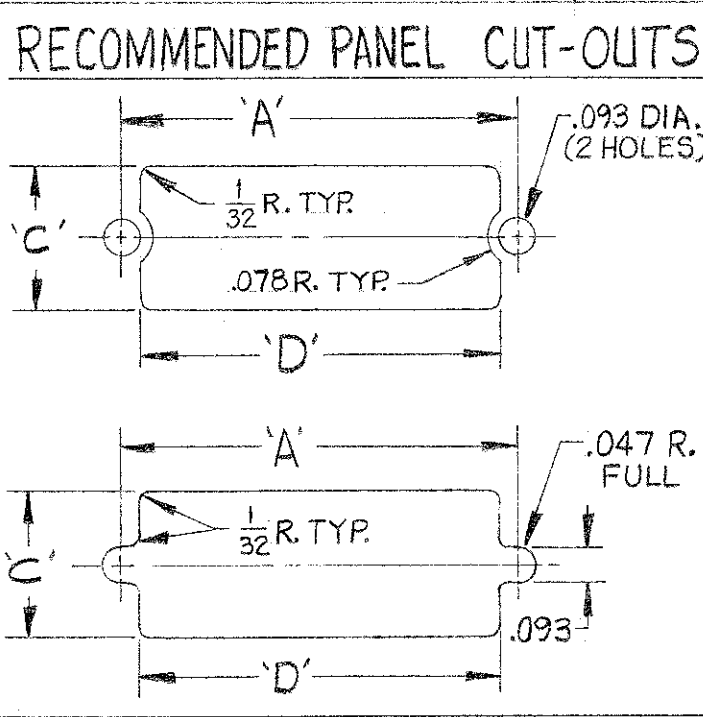 RECOMMENDED PANEL CUT-OUTS
'A'
.093 DIA.
(2 HOLES)
1/32 R. TYP.
'C'
.078 R. TYP.
'D'
'A'
.047 R.
FULL
1/32 R. TYP.
'C'
.093
'D'